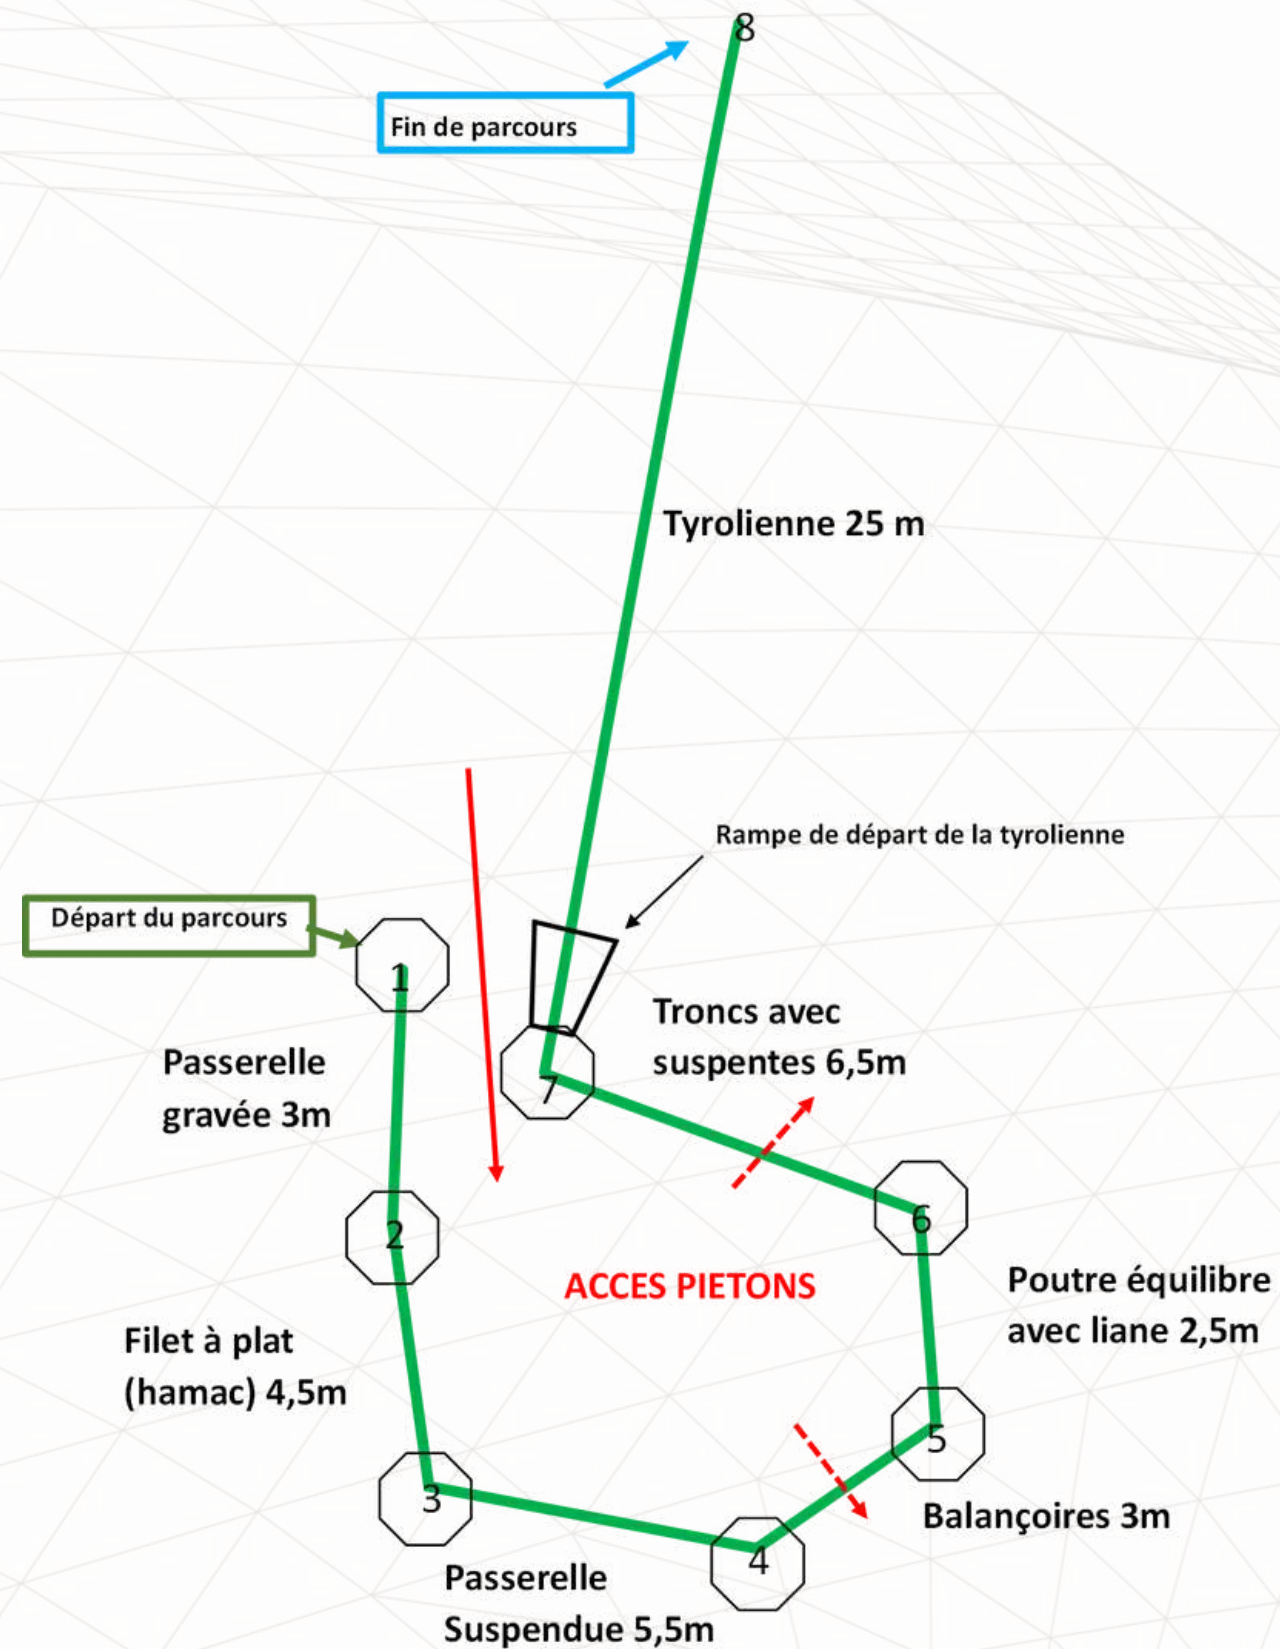 8
Fin de parcours
Tyrolienne 25 m
Rampe de départ de la tyrolienne
Départ du parcours
1
Troncs avec
suspentes 6,5m
Passerelle
gravée 3m
7
6
2
ACCES PIETONS
Poutre équilibre
avec liane 2,5m
Filet à plat
(hamac) 4,5m
5
3
Balançoires 3m
4
Passerelle
Suspendue 5,5m